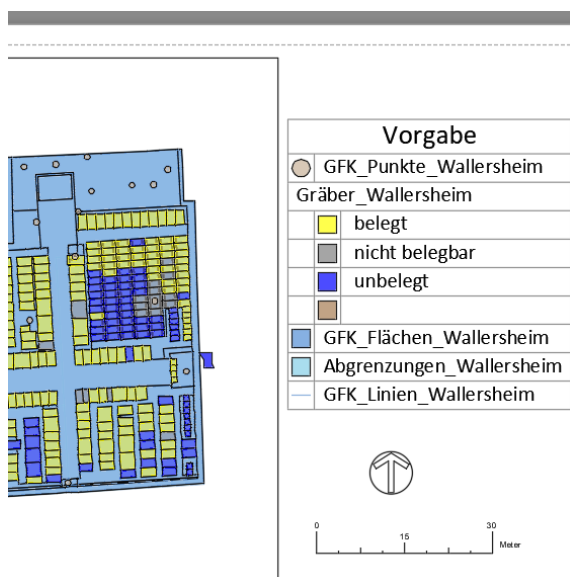 Vorgabe
GFK_Punkte_Wallersheim
Gräber_Wallersheim
belegt
nicht belegbar
unbelegt
GFK_Flächen_Wallersheim
Abgrenzungen_Wallersheim
GFK_Linien_Wallersheim
0 30
15 Meter